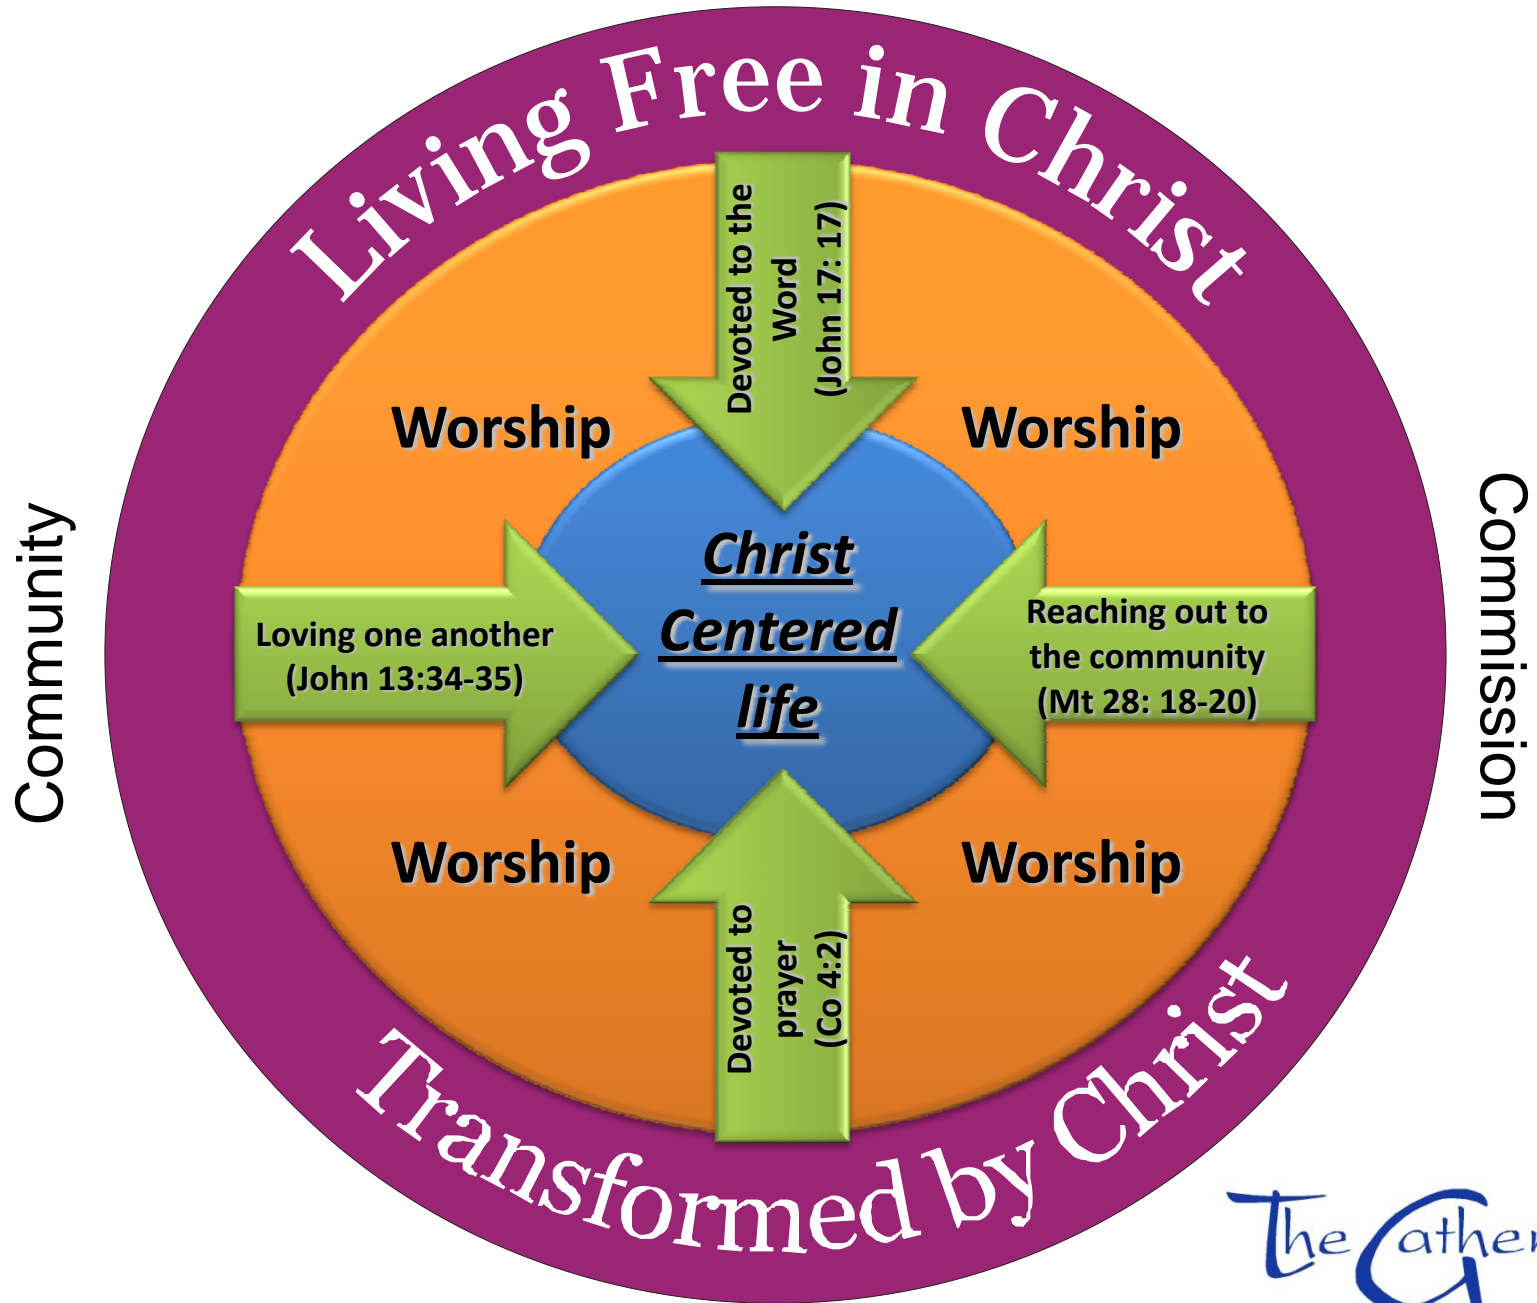 Living Free in Christ
Devoted to the
Word
(John 17: 17)
Worship
Worship
Community
Loving one another
(John 13:34-35)
Christ
Centered
life
Reaching out to
the community
(Mt 28: 18-20)
Commission
Worship
Worship
Devoted to
prayer
(Co 4:2)
Transformed by Christ
The